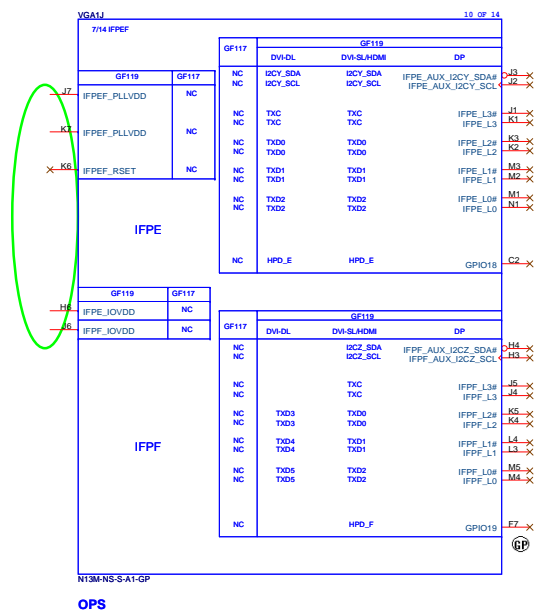 VGA1J 10 OF 14
7/14 IFPEF
GF117 GF119
DVI-DL DVI-SL/HDMI DP
NC I2CY_SDA I2CY_SDA IFPE_AUX_I2CY_SDA# J3
NC I2CY_SCL I2CY_SCL IFPE_AUX_I2CY_SCL J2
GF119 GF117
J7 IFPEF_PLLVDD NC
K7 IFPEF_PLLVDD NC
K6 IFPEF_RSET NC
NC TXC TXC IFPE_L3# J1
NC TXC TXC IFPE_L3 K1
NC TXD0 TXD0 IFPE_L2# K3
NC TXD0 TXD0 IFPE_L2 K2
NC TXD1 TXD1 IFPE_L1# M3
NC TXD1 TXD1 IFPE_L1 M2
NC TXD2 TXD2 IFPE_L0# M1
NC TXD2 TXD2 IFPE_L0 N1
IFPE
NC HPD_E HPD_E GPIO18 C2
GF119 GF117
H6 IFPE_IOVDD NC
J6 IFPF_IOVDD NC
GF117 GF119
DVI-DL DVI-SL/HDMI DP
NC I2CZ_SDA IFPF_AUX_I2CZ_SDA# H4
NC I2CZ_SCL IFPF_AUX_I2CZ_SCL H3
NC TXC IFPF_L3# J5
NC TXC IFPF_L3 J4
NC TXD3 TXD0 IFPF_L2# K5
NC TXD3 TXD0 IFPF_L2 K4
NC TXD4 TXD1 IFPF_L1# L4
NC TXD4 TXD1 IFPF_L1 L3
NC TXD5 TXD2 IFPF_L0# M5
NC TXD5 TXD2 IFPF_L0 M4
IFPF
NC HPD_F GPIO19 F7
GP
N13M-NS-S-A1-GP
OPS